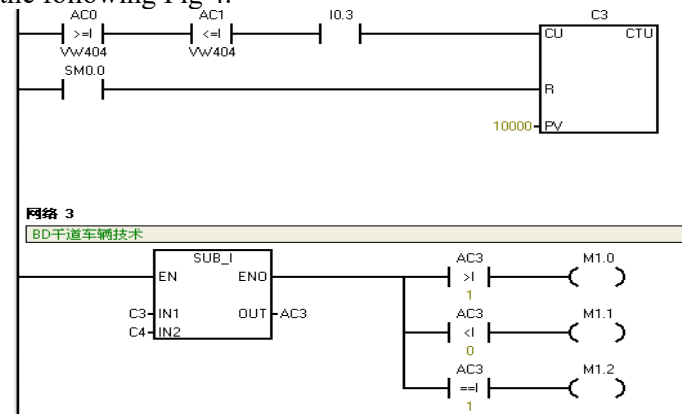 the following Fig 4.
AC0 AC1 I0.3 C3
>=I <=I CU CTU
VW404 VW404
SM0.0
R
10000 PV
网络 3
BD干道车辆技术
SUB_I AC3 M1.0
EN ENO >I
1
C3 IN1 OUT AC3 AC3 M1.1
C4 IN2 <I
0
AC3 M1.2
==I
1